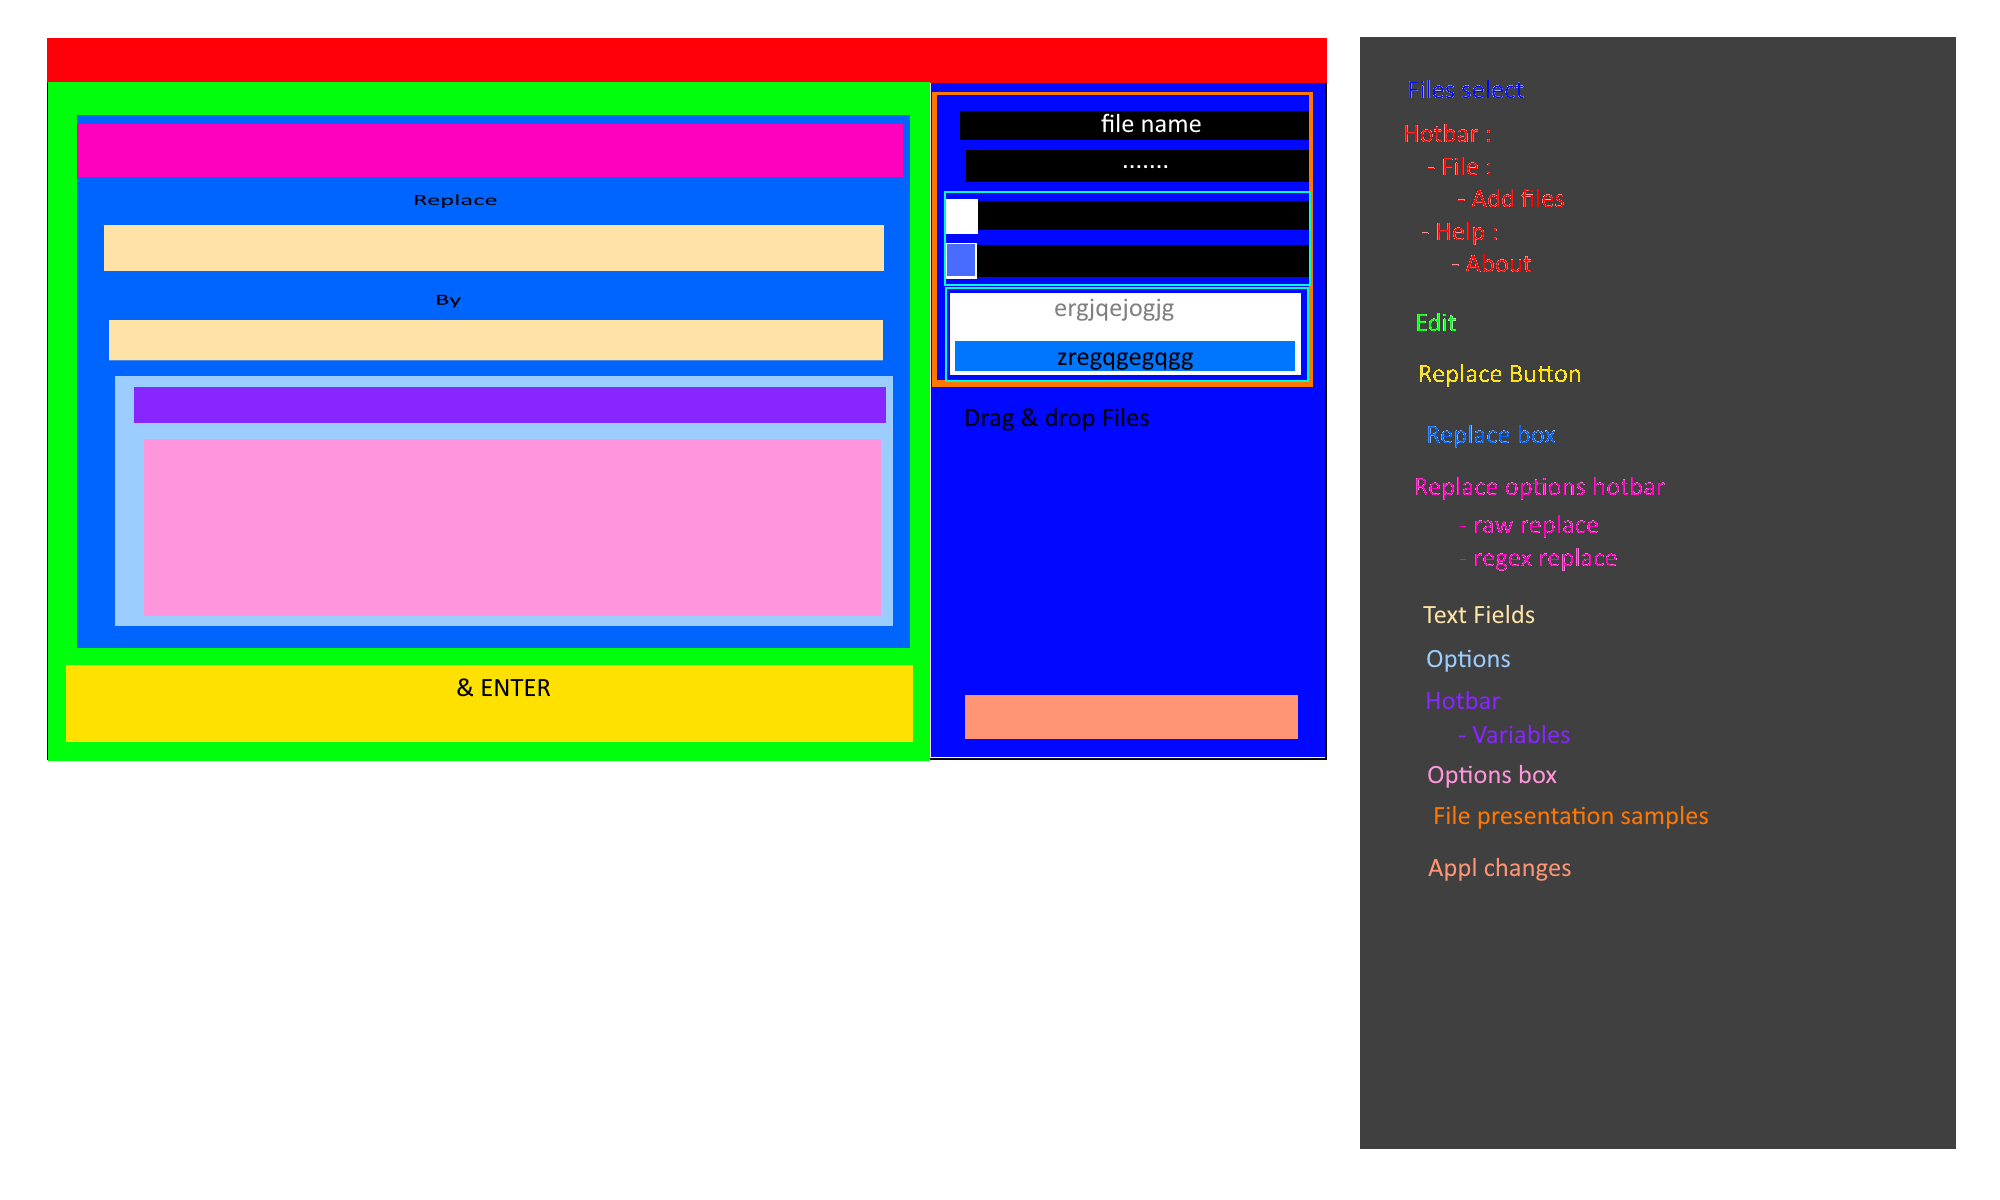 Replace
By
& ENTER
file name
.......
ergjqejogjg
zregqgegqgg
Drag & drop Files
Files select
Hotbar :
- File :
- Add files
- Help :
- About
Edit
Replace Button
Replace box
Replace options hotbar
- raw replace
- regex replace
Text Fields
Options
Hotbar
- Variables
Options box
File presentation samples
Appl changes